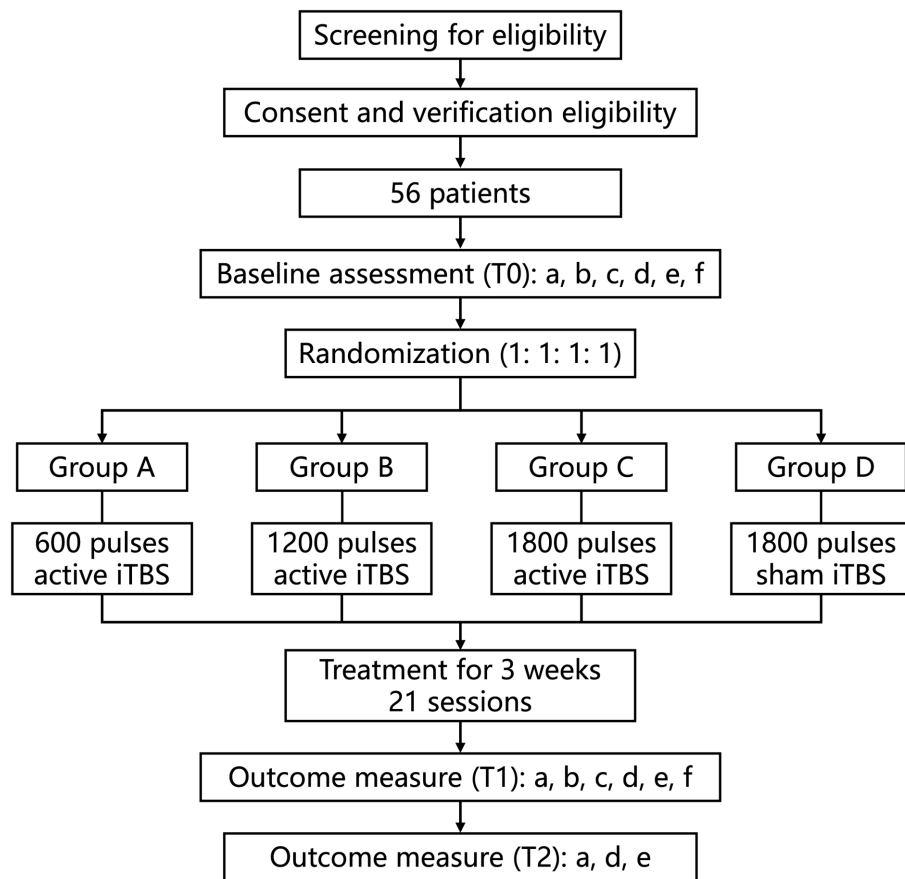 Screening for eligibility
Consent and verification eligibility
56 patients
Baseline assessment (T0): a, b, c, d, e, f
Randomization (1: 1: 1: 1)
Group A
Group B
Group C
Group D
600 pulses
active iTBS
1200 pulses
active iTBS
1800 pulses
active iTBS
1800 pulses
sham iTBS
Treatment for 3 weeks
21 sessions
Outcome measure (T1): a, b, c, d, e, f
Outcome measure (T2): a, d, e